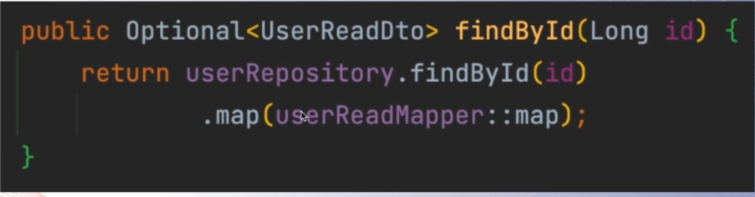 public Optional<UserReadDto> findById(Long id) {
return userRepository.findById(id)
.map(userReadMapper::map);
}